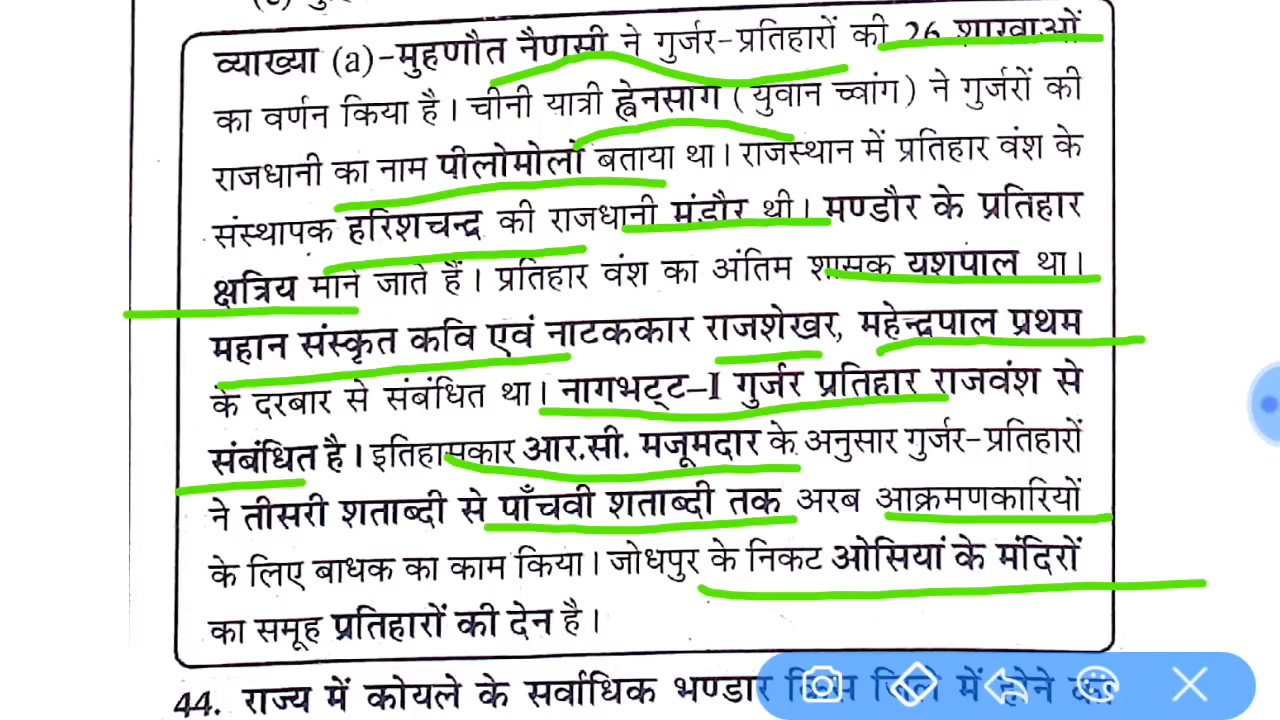 व्याख्या (a)-मुहणौत नैणसी ने गुर्जर-प्रतिहारों की 26 शाखाओं
का वर्णन किया है। चीनी यात्री ह्वेनसाग (युवान च्वांग) ने गुर्जरों की
राजधानी का नाम पीलोमोलो बताया था। राजस्थान में प्रतिहार वंश के
संस्थापक हरिशचन्द्र की राजधानी मंडौर थी। मण्डौर के प्रतिहार
क्षत्रिय माने जाते हैं। प्रतिहार वंश का अंतिम शासक यशपाल था।
महान संस्कृत कवि एवं नाटककार राजशेखर, महेन्द्रपाल प्रथम
के दरबार से संबंधित था। नागभट्ट–I गुर्जर प्रतिहार राजवंश से
संबंधित है। इतिहासकार आर.सी. मजूमदार के अनुसार गुर्जर-प्रतिहारों
ने तीसरी शताब्दी से पाँचवी शताब्दी तक अरब आक्रमणकारियों
के लिए बाधक का काम किया। जोधपुर के निकट ओसियां के मंदिरों
का समूह प्रतिहारों की देन है।
44. राज्य में कोयले के सर्वाधिक भण्डार किस जिले में होने का